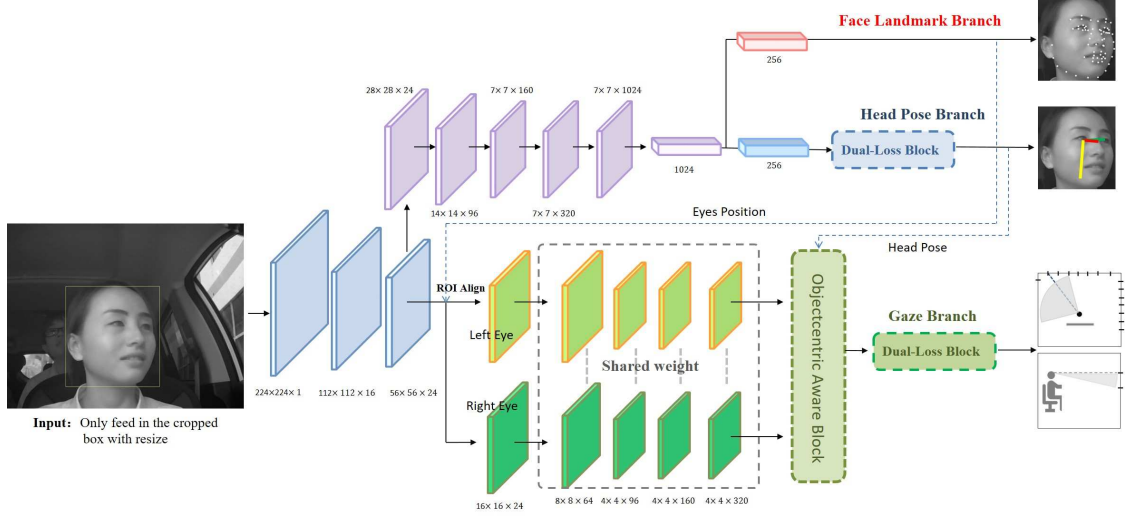 Face Landmark Branch
256
28× 28 × 24
7× 7 × 160
7× 7 × 1024
Head Pose Branch
Dual-Loss Block
1024
256
14× 14 × 96
7× 7 × 320
Eyes Position
Head Pose
ROI Align
Left Eye
Shared weight
Right Eye
Objectcentric Aware Block
Gaze Branch
Dual-Loss Block
224×224× 1
112× 112 × 16
56× 56 × 24
Input: Only feed in the cropped
box with resize
16× 16 × 24
8× 8 × 64
4× 4 × 96
4× 4 × 160
4× 4 × 320